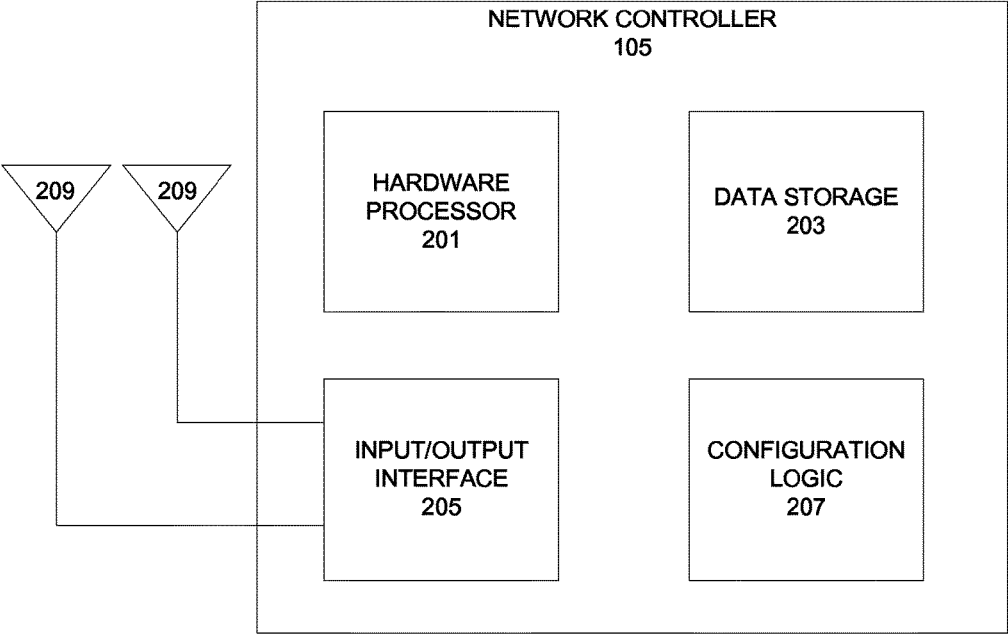 NETWORK CONTROLLER
105
209
209
HARDWARE
PROCESSOR
201
DATA STORAGE
203
INPUT/OUTPUT
INTERFACE
205
CONFIGURATION
LOGIC
207